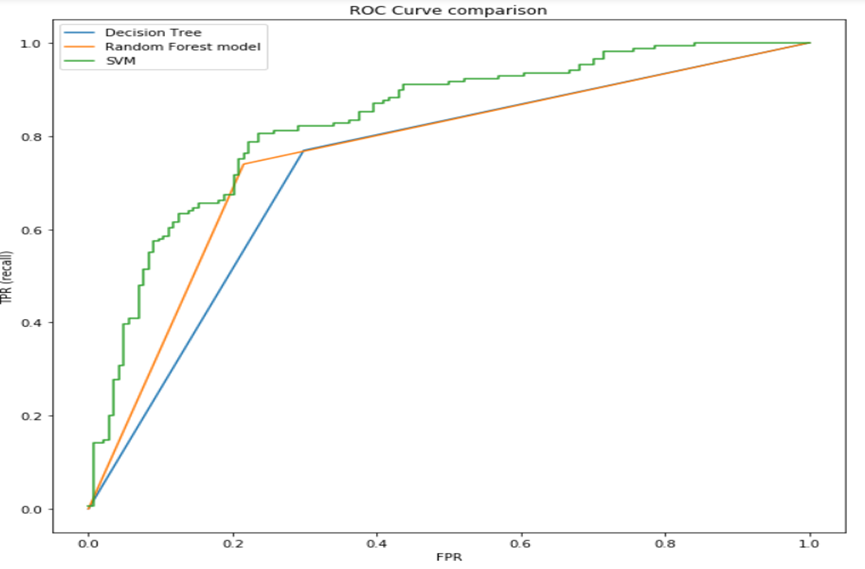 ROC Curve comparison
Decision Tree
Random Forest model
SVM
1.0
0.8
0.6
0.4
0.2
0.0
TPR (recall)
0.0 0.2 0.4 0.6 0.8 1.0
FPR